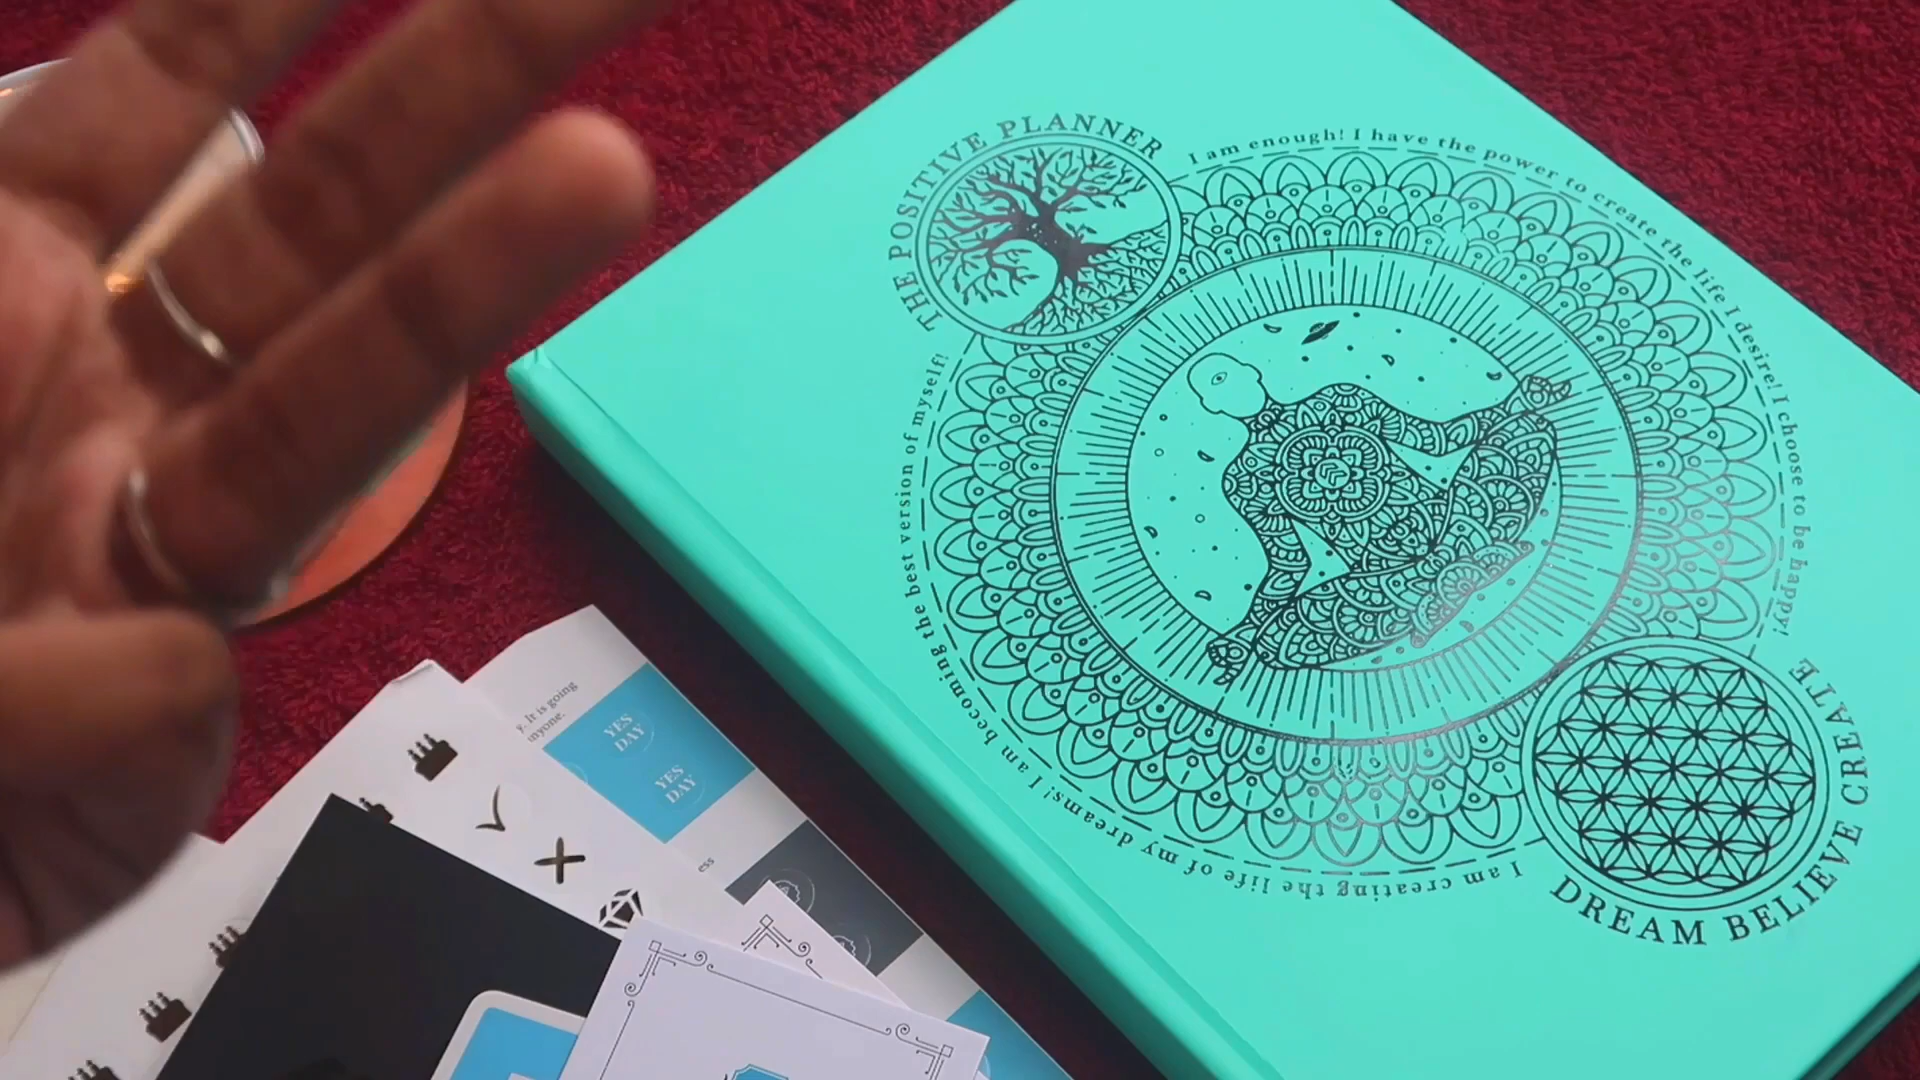 THE POSITIVE PLANNER
I am enough! I have the power to create the life I desire! I choose to be happy!
I am creating the life of my dreams! I am becoming the best version of myself!
DREAM BELIEVE CREATE
y. It is going
anyone.
YES
DAY
YES
DAY
ess